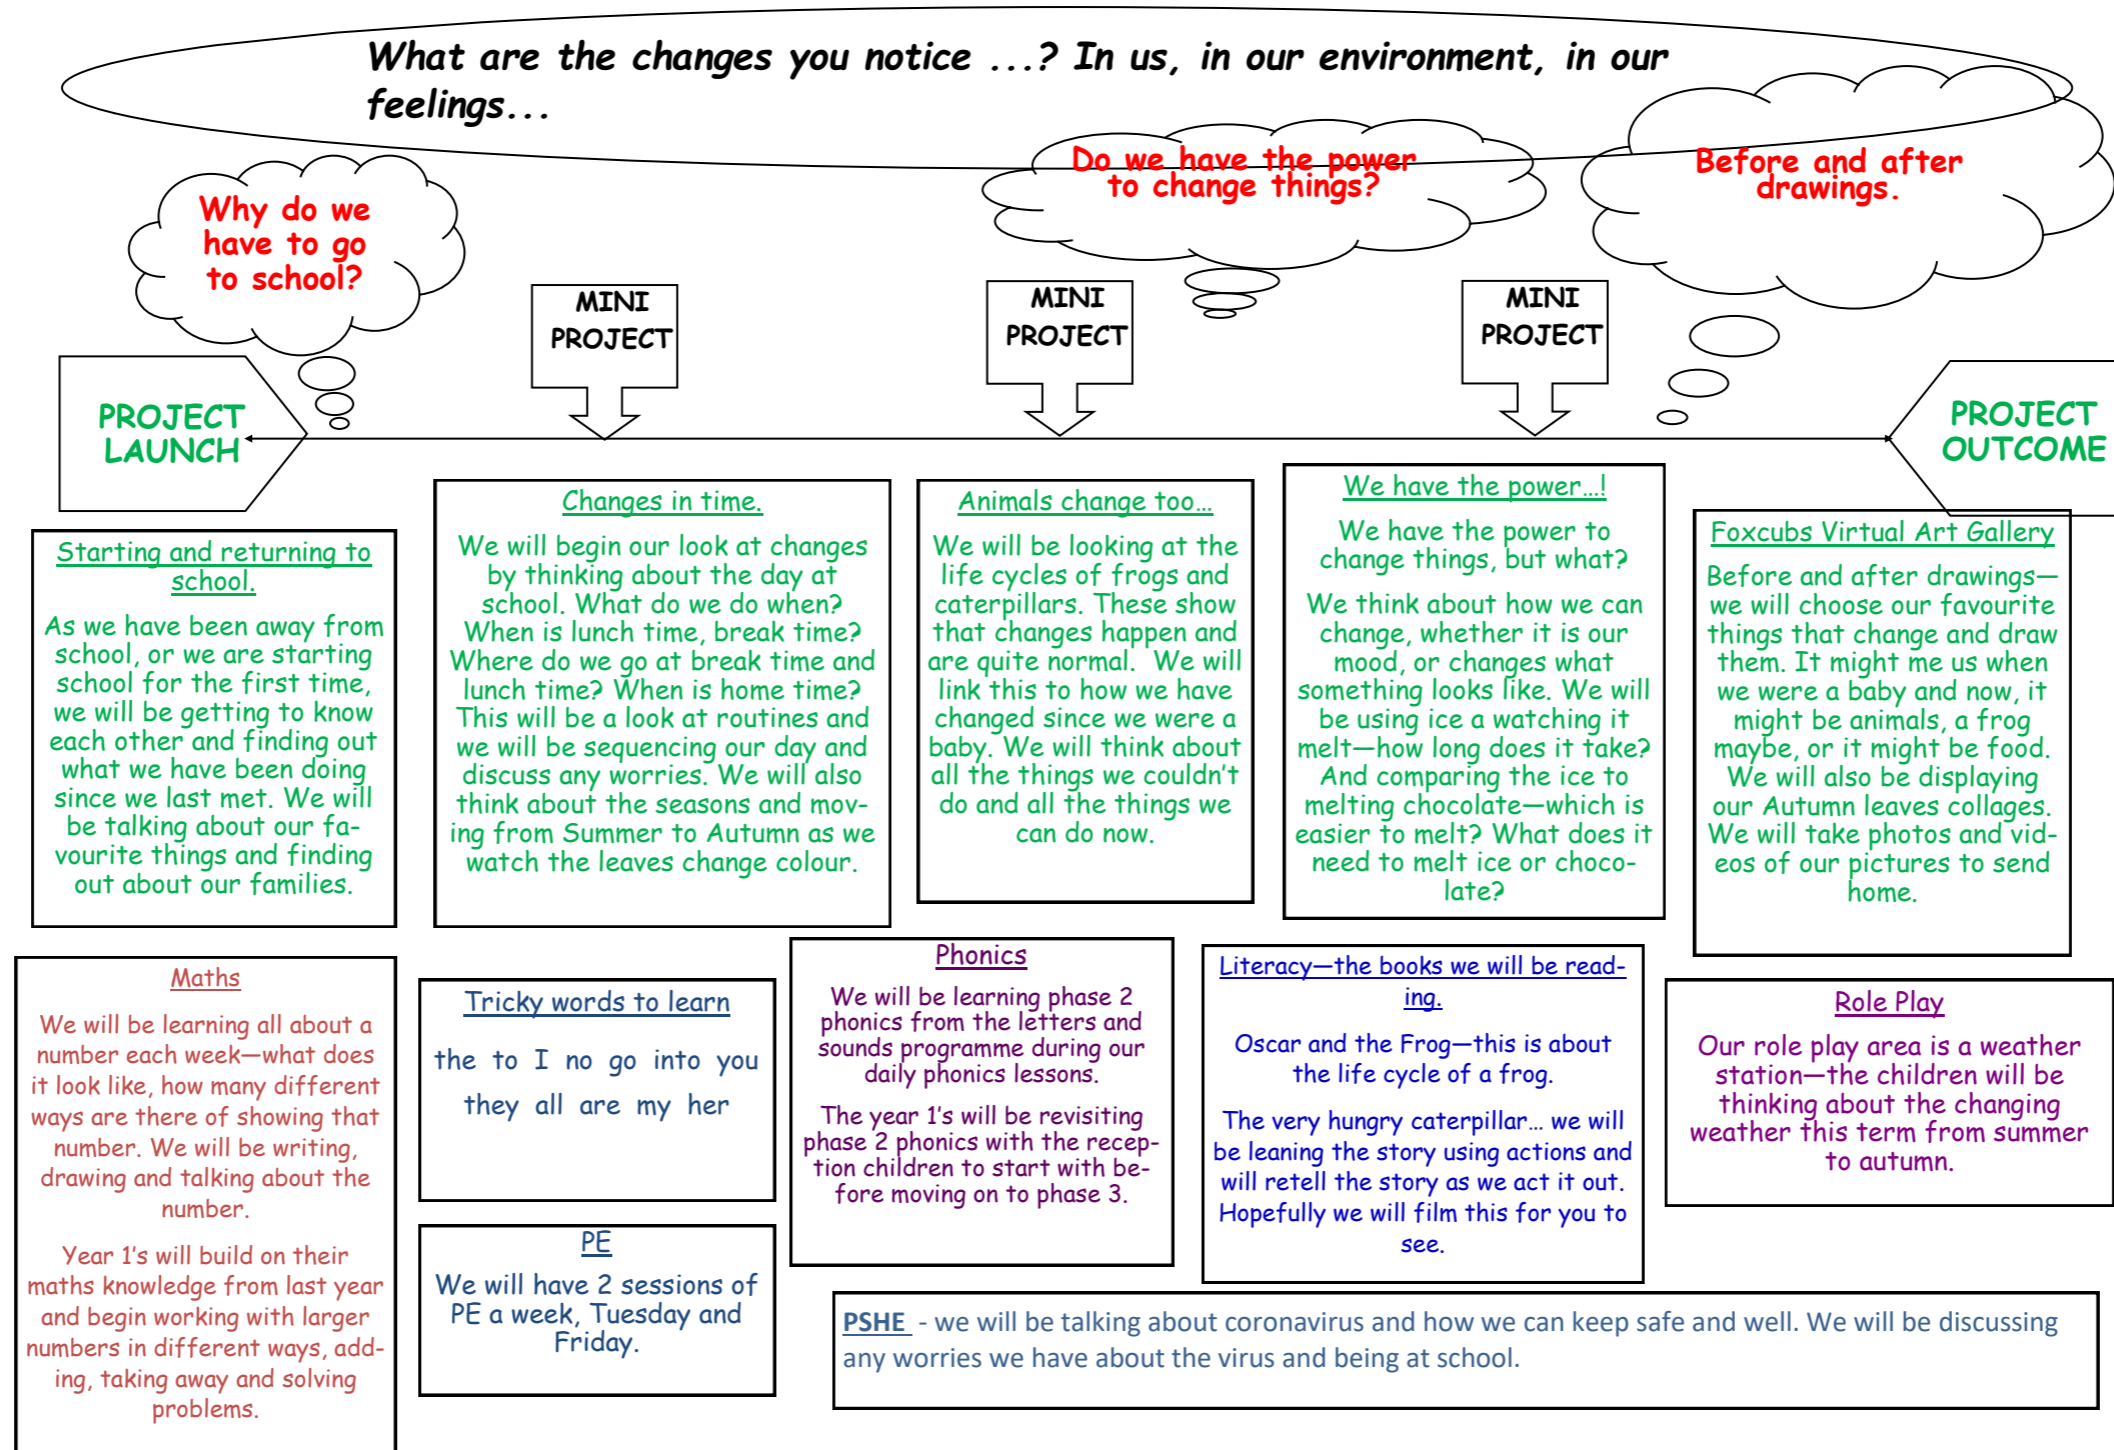 What are the changes you notice ...? In us, in our environment, in our
feelings...
Why do we
have to go
to school?
Do we have the power
to change things?
Before and after
drawings.
MINI
PROJECT
MINI
PROJECT
MINI
PROJECT
PROJECT
LAUNCH
PROJECT
OUTCOME
Starting and returning to
school.
As we have been away from
school, or we are starting
school for the first time,
we will be getting to know
each other and finding out
what we have been doing
since we last met. We will
be talking about our fa-
vourite things and finding
out about our families.
Changes in time.
We will begin our look at changes
by thinking about the day at
school. What do we do when?
When is lunch time, break time?
Where do we go at break time and
lunch time? When is home time?
This will be a look at routines and
we will be sequencing our day and
discuss any worries. We will also
think about the seasons and mov-
ing from Summer to Autumn as we
watch the leaves change colour.
Animals change too...
We will be looking at the
life cycles of frogs and
caterpillars. These show
that changes happen and
are quite normal.  We will
link this to how we have
changed since we were a
baby. We will think about
all the things we couldn't
do and all the things we
can do now.
We have the power...!
We have the power to
change things, but what?
We think about how we can
change, whether it is our
mood, or changes what
something looks like. We will
be using ice a watching it
melt—how long does it take?
And comparing the ice to
melting chocolate—which is
easier to melt? What does it
need to melt ice or choco-
late?
Foxcubs Virtual Art Gallery
Before and after drawings—
we will choose our favourite
things that change and draw
them. It might me us when
we were a baby and now, it
might be animals, a frog
maybe, or it might be food.
We will also be displaying
our Autumn leaves collages.
We will take photos and vid-
eos of our pictures to send
home.
Maths
We will be learning all about a
number each week—what does
it look like, how many different
ways are there of showing that
number. We will be writing,
drawing and talking about the
number.
Year 1's will build on their
maths knowledge from last year
and begin working with larger
numbers in different ways, add-
ing, taking away and solving
problems.
Tricky words to learn
the to I no go into you
they all are my her
PE
We will have 2 sessions of
PE a week, Tuesday and
Friday.
Phonics
We will be learning phase 2
phonics from the letters and
sounds programme during our
daily phonics lessons.
The year 1's will be revisiting
phase 2 phonics with the recep-
tion children to start with be-
fore moving on to phase 3.
Literacy—the books we will be read-
ing.
Oscar and the Frog—this is about
the life cycle of a frog.
The very hungry caterpillar... we will
be leaning the story using actions and
will retell the story as we act it out.
Hopefully we will film this for you to
see.
Role Play
Our role play area is a weather
station—the children will be
thinking about the changing
weather this term from summer
to autumn.
PSHE - we will be talking about coronavirus and how we can keep safe and well. We will be discussing
any worries we have about the virus and being at school.